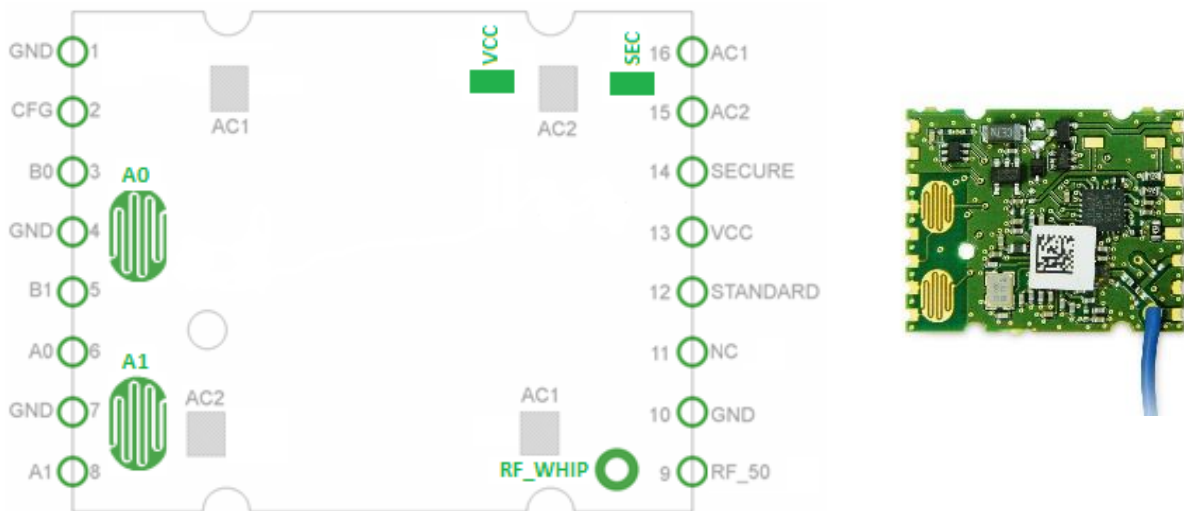 GND 1
CFG 2
B0 3
GND 4
B1 5
A0 6
GND 7
A1 8
A0
A1
AC1
AC2
VCC
AC2
SEC
AC1
RF_WHIP
16 AC1
15 AC2
14 SECURE
13 VCC
12 STANDARD
11 NC
10 GND
9 RF_50